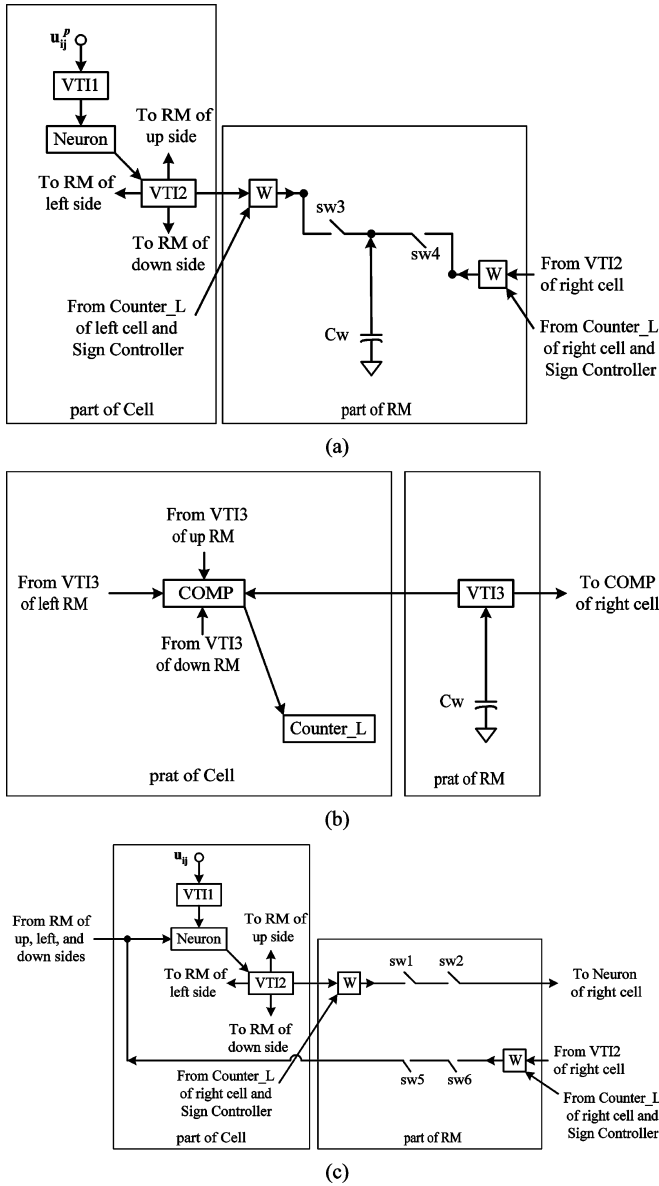 u_ij^p
VTI1
Neuron
To RM of
up side
To RM of
left side
VTI2
W
To RM of
down side
sw3
sw4
W
From VTI2
of right cell
From Counter_L
of left cell and
Sign Controller
Cw
From Counter_L
of right cell and
Sign Controller
part of Cell
part of RM
(a)
From VTI3
of up RM
From VTI3
of left RM
COMP
VTI3
To COMP
of right cell
From VTI3
of down RM
Cw
Counter_L
prat of Cell
prat of RM
(b)
u_ij
VTI1
From RM of
up, left, and
down sides
Neuron
To RM of
up side
To RM of
left side
VTI2
W
sw1
sw2
To Neuron
of right cell
To RM of
down side
sw5
sw6
W
From VTI2
of right cell
From Counter_L
of right cell and
Sign Controller
From Counter_L
of right cell and
Sign Controller
part of Cell
part of RM
(c)